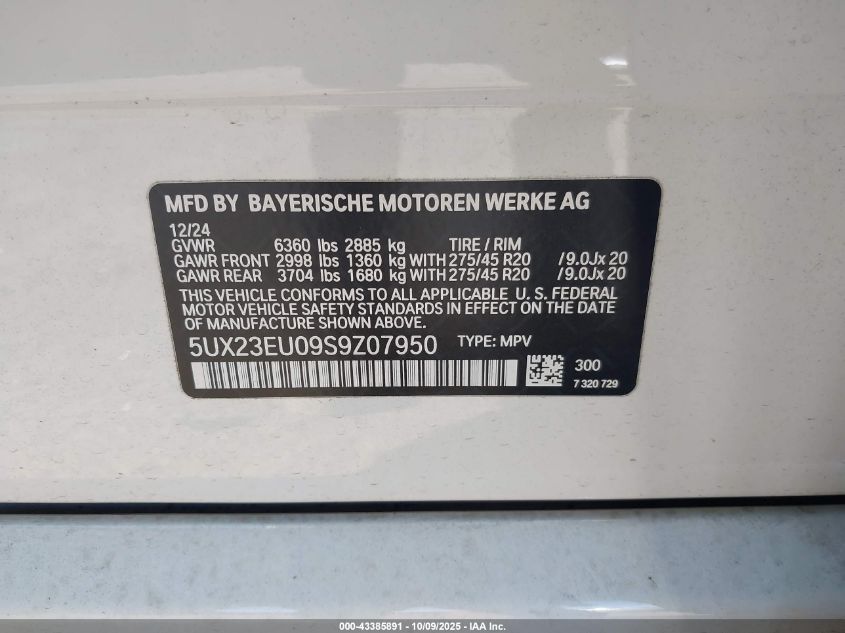 MFD BY BAYERISCHE MOTOREN WERKE AG
12/24
GVWR 6360 lbs 2885 kg TIRE / RIM
GAWR FRONT 2998 lbs 1360 kg WITH 275/45 R20 /9.0Jx20
GAWR REAR 3704 lbs 1680 kg WITH 275/45 R20 /9.0Jx20
THIS VEHICLE CONFORMS TO ALL APPLICABLE U. S. FEDERAL
MOTOR VEHICLE SAFETY STANDARDS IN EFFECT ON THE DATE
OF MANUFACTURE SHOWN ABOVE.
5UX23EU09S9Z07950 TYPE: MPV
300
7 320 729
000-43385891 - 10/09/2025 - IAA Inc.